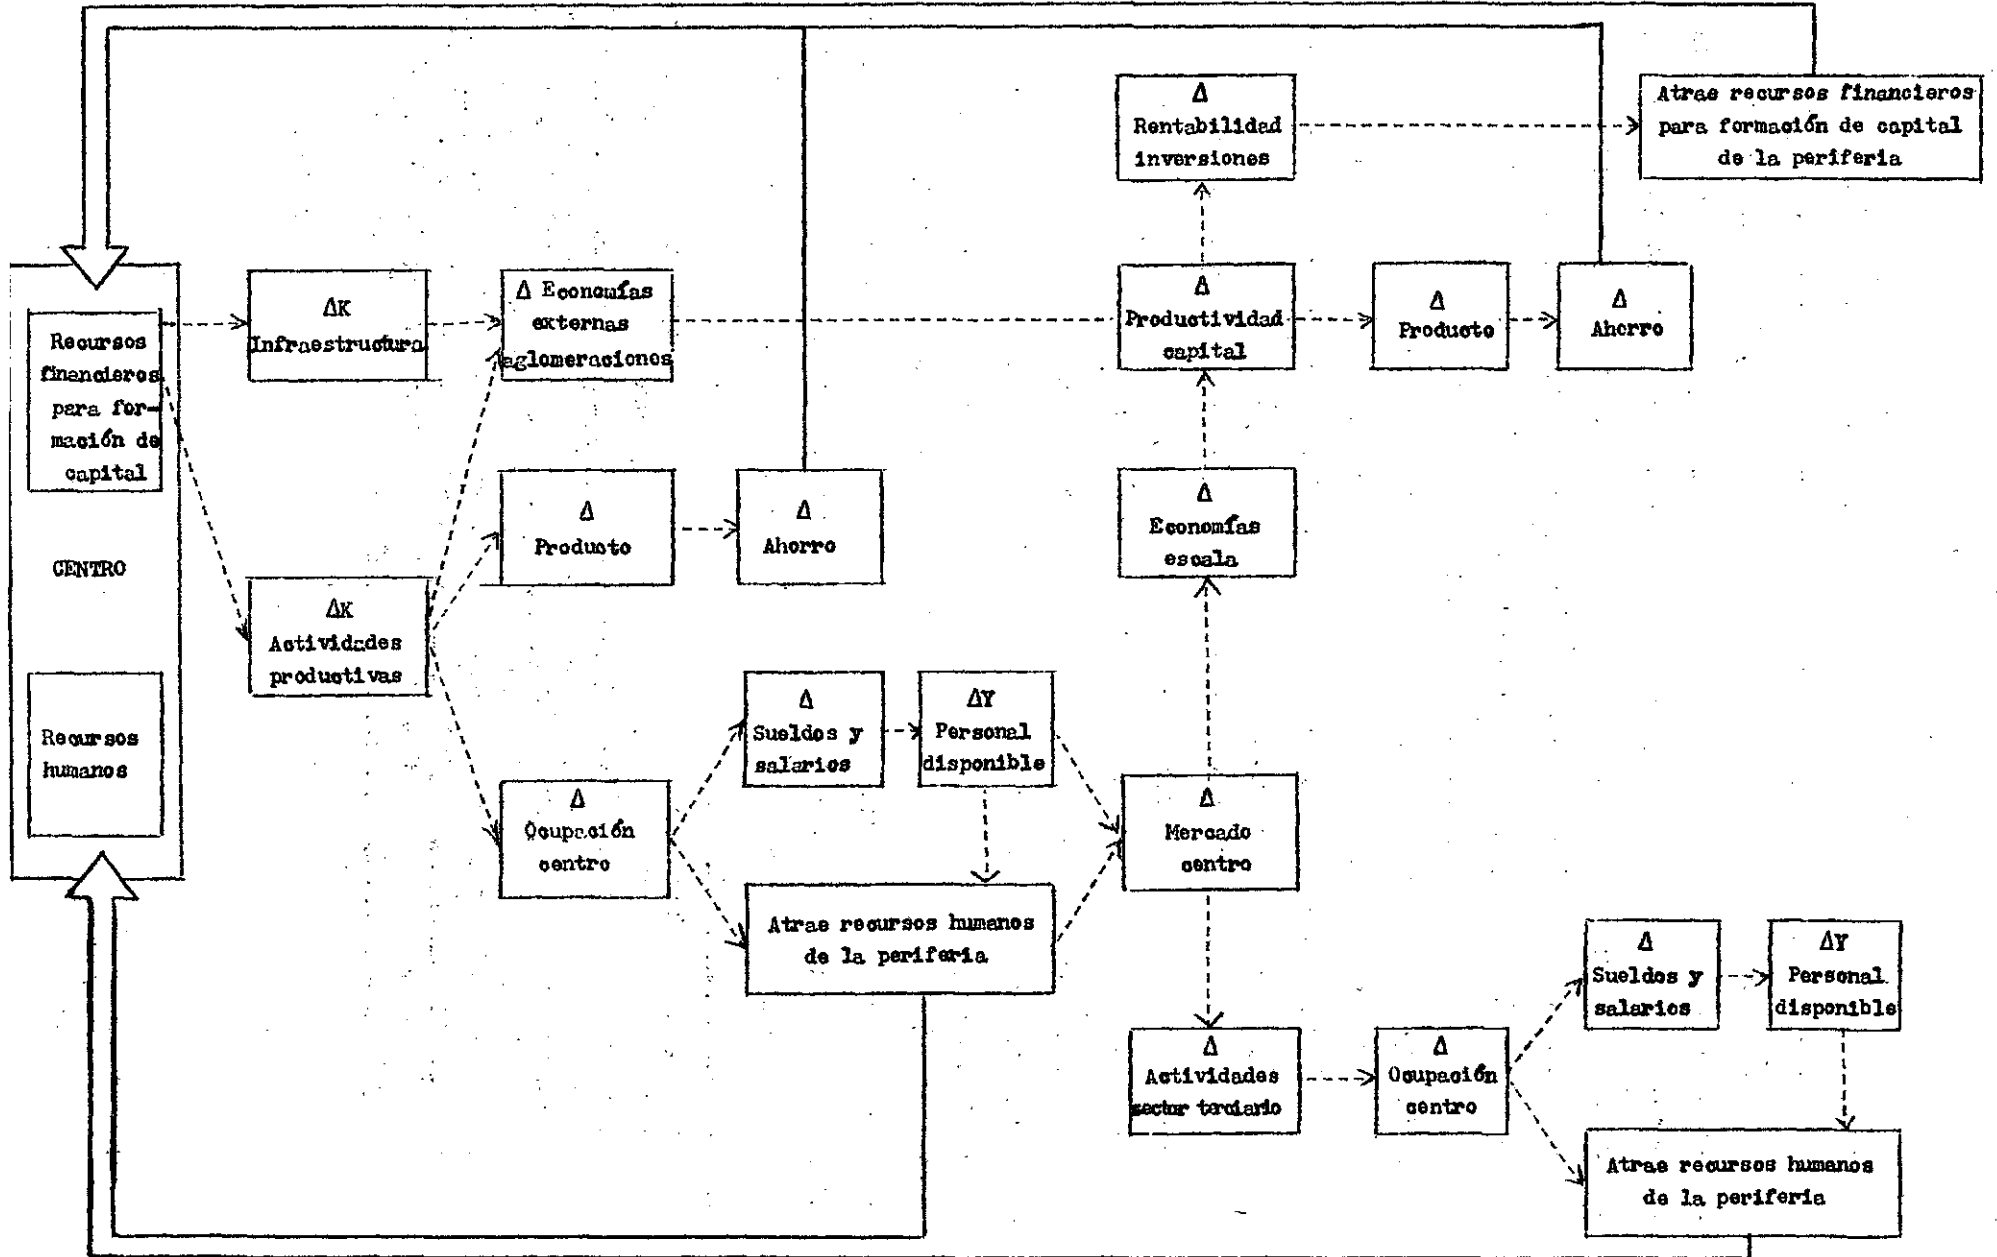 Δ
Rentabilidad
inversiones
Atrae recursos financieros
para formación de capital
de la periferia
Recursos
financieros
para for-
mación de
capital
CENTRO
Recursos
humanos
ΔK
Infraestructura
Δ Economías
externas
aglomeraciones
Δ
Productividad
capital
Δ
Producto
Δ
Ahorro
Δ
Producto
Δ
Ahorro
Δ
Economías
escala
ΔK
Actividades
productivas
Δ
Sueldos y
salarios
ΔY
Personal
disponible
Δ
Ocupación
centro
Δ
Mercado
centro
Atrae recursos humanos
de la periferia
Δ
Sueldos y
salarios
ΔY
Personal
disponible
Δ
Actividades
sector terciario
Δ
Ocupación
centro
Atrae recursos humanos
de la periferia